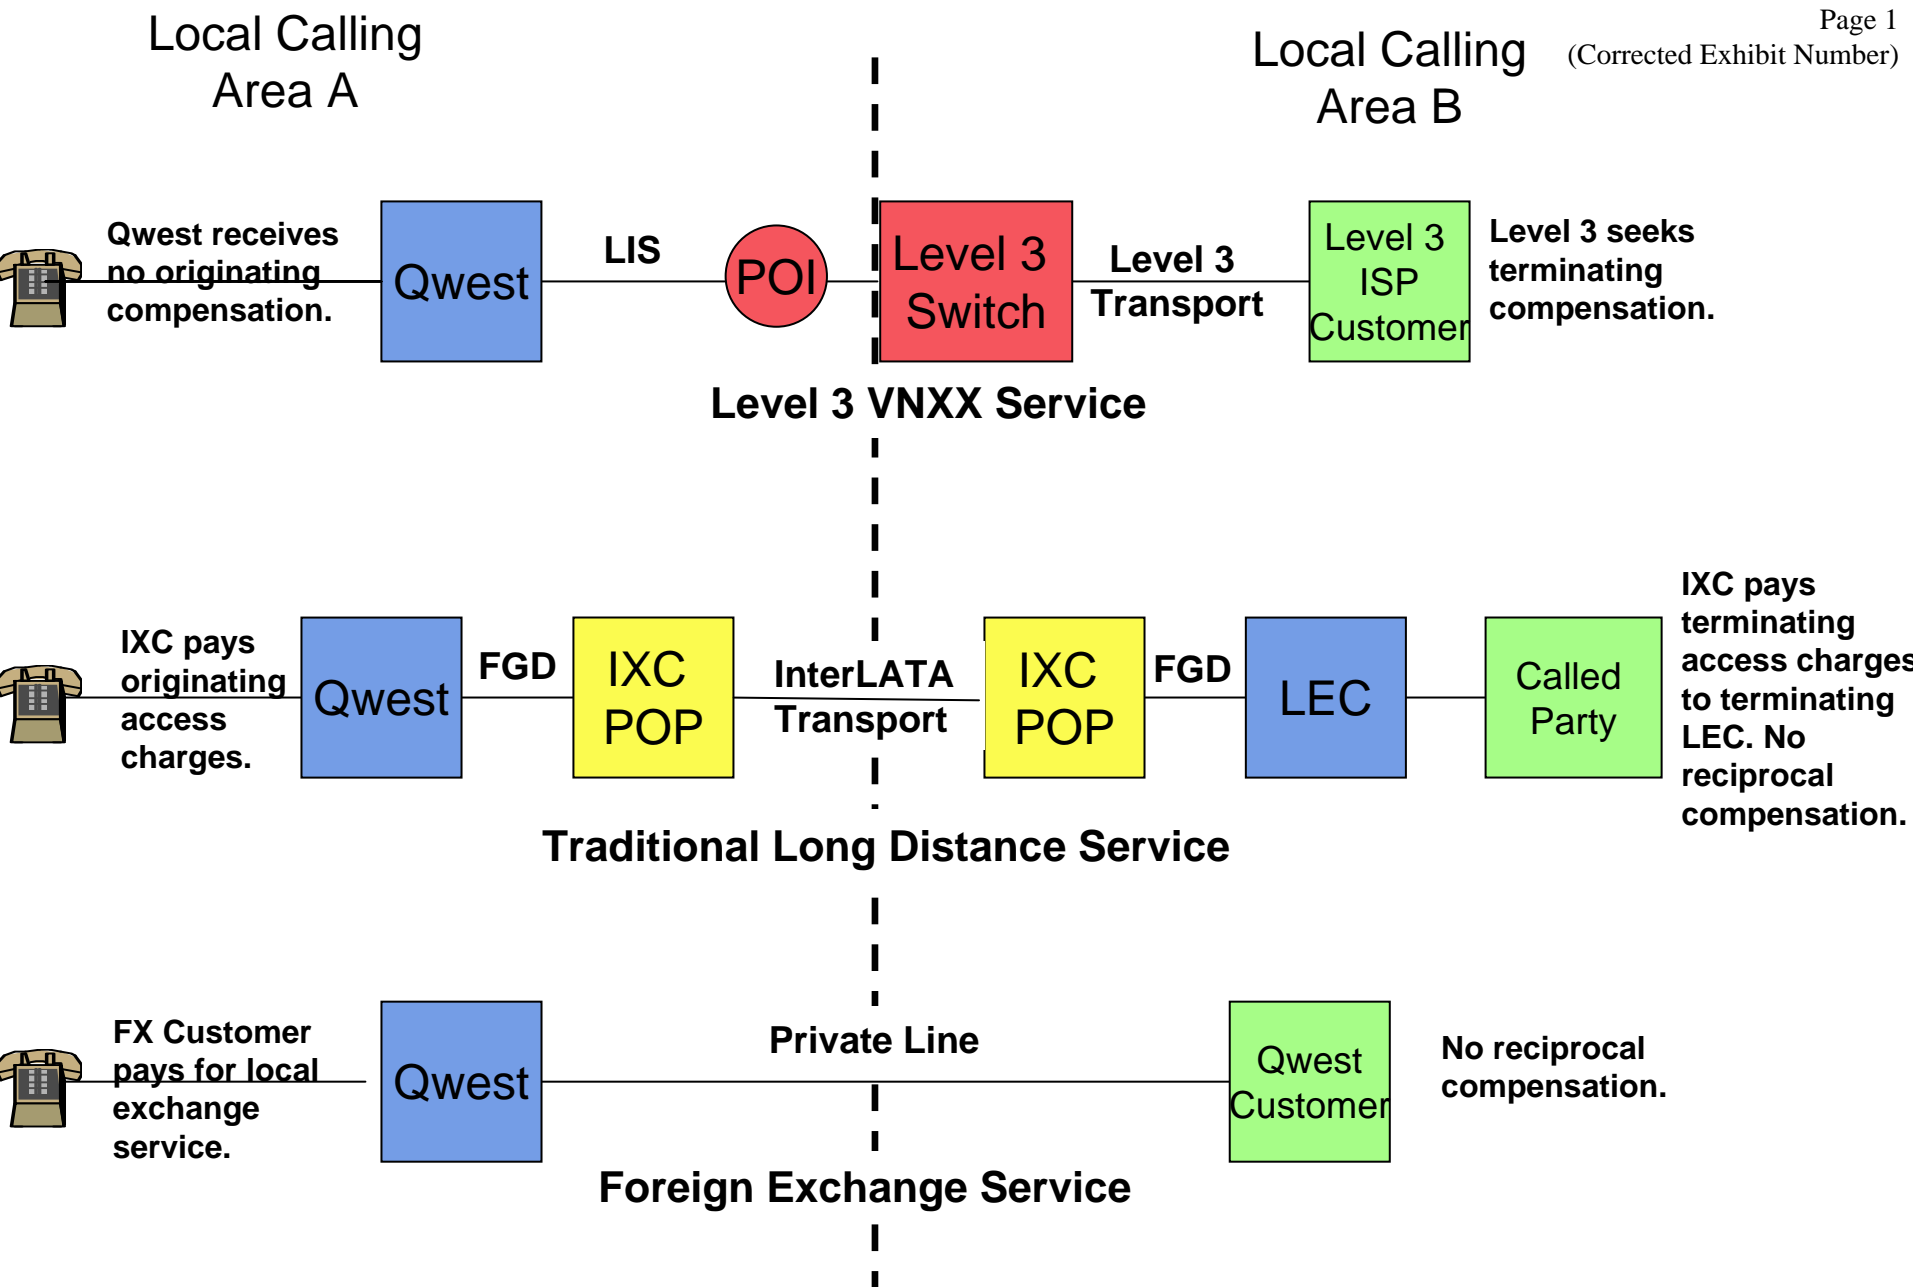 Page 1
(Corrected Exhibit Number)
Local Calling
Area A
Local Calling
Area B
Qwest receives
no originating
compensation.
Qwest
LIS
POI
Level 3
Switch
Level 3
Transport
Level 3
ISP
Customer
Level 3 seeks
terminating
compensation.
Level 3 VNXX Service
IXC pays
originating
access
charges.
Qwest
FGD
IXC
POP
InterLATA
Transport
IXC
POP
FGD
LEC
Called
Party
IXC pays
terminating
access charges
to terminating
LEC. No
reciprocal
compensation.
Traditional Long Distance Service
FX Customer
pays for local
exchange
service.
Qwest
Private Line
Qwest
Customer
No reciprocal
compensation.
Foreign Exchange Service